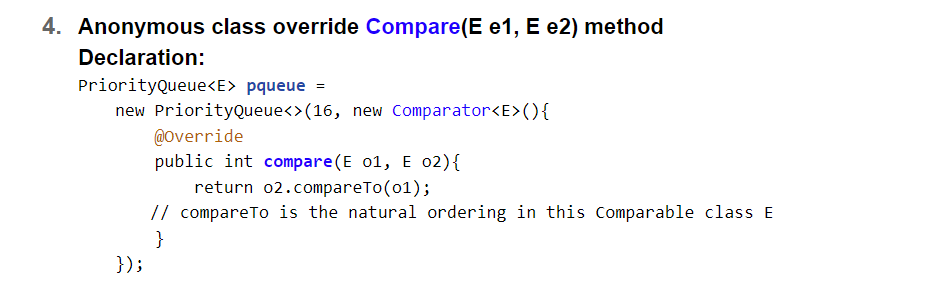 4. Anonymous class override Compare(E e1, E e2) method
Declaration:
PriorityQueue<E> pqueue =
new PriorityQueue<>(16, new Comparator<E>(){
@Override
public int compare(E o1, E o2){
return o2.compareTo(o1);
// compareTo is the natural ordering in this Comparable class E
}
});